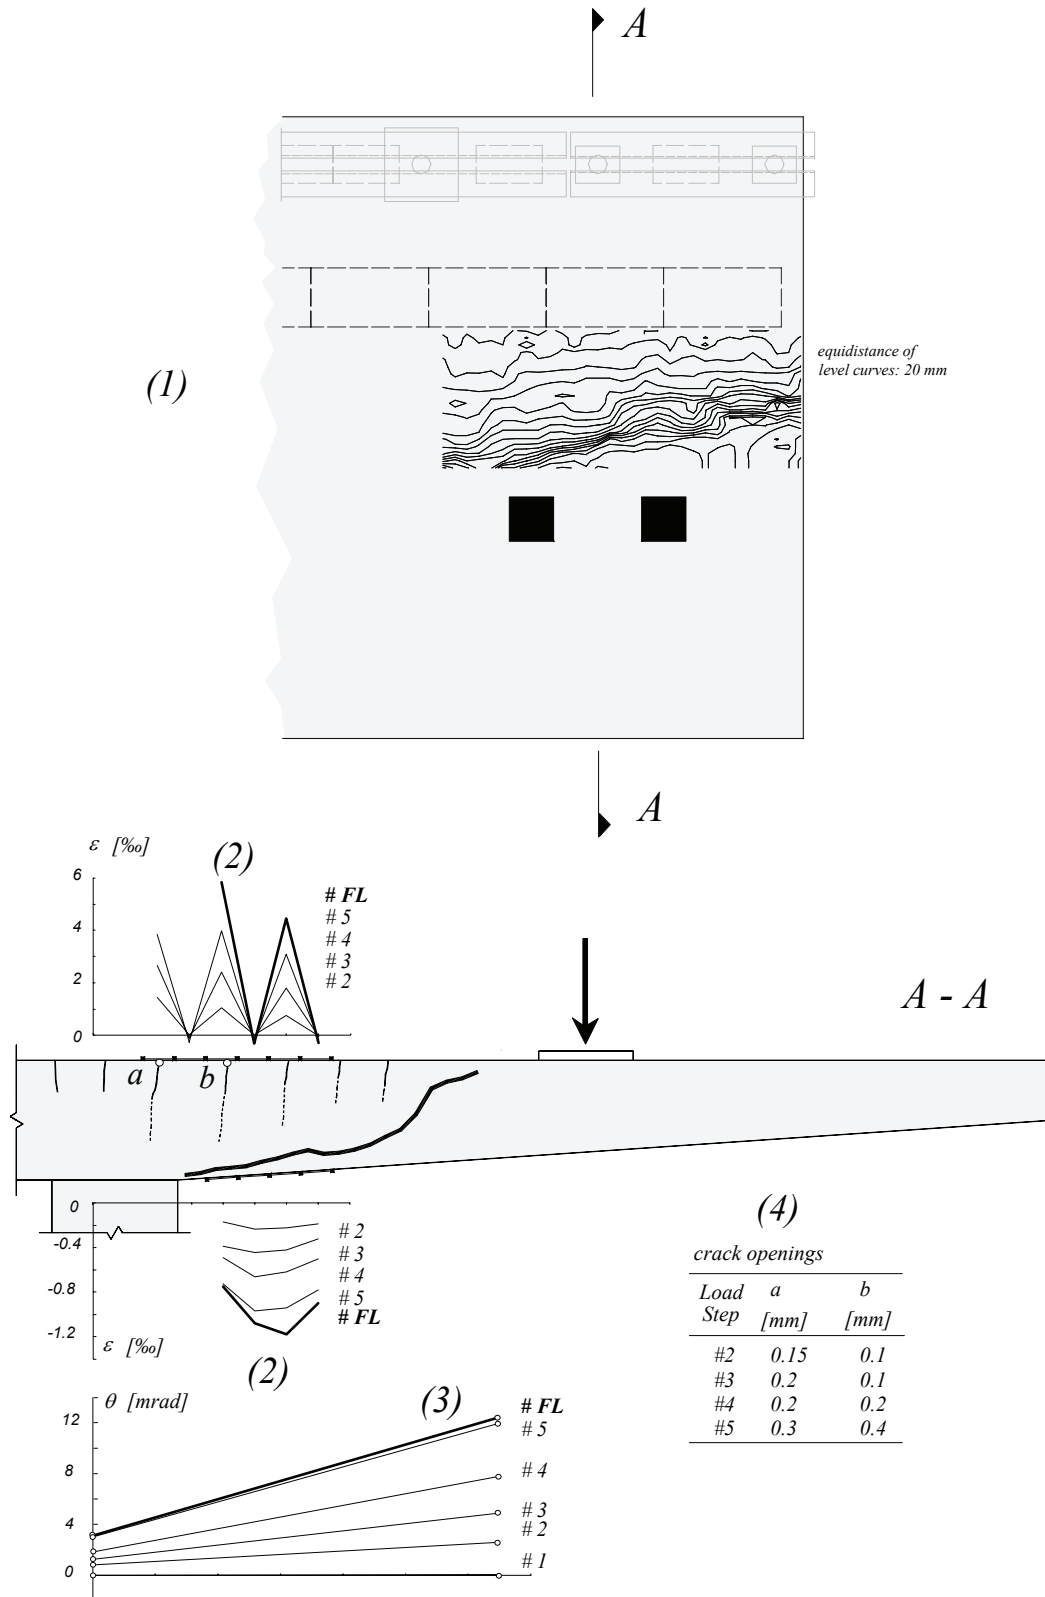 A
equidistance of
level curves: 20 mm
(1)
A
ε [‰]
(2)
6
4
2
0
# FL
# 5
# 4
# 3
# 2
A - A
a
b
0
-0.4
-0.8
-1.2
# 2
# 3
# 4
# 5
# FL
ε [‰]
(2)
(4)
crack openings
Load Step a [mm] b [mm]
#2 0.15 0.1
#3 0.2 0.1
#4 0.2 0.2
#5 0.3 0.4
θ [mrad]
(3)
12
8
4
0
# FL
# 5
# 4
# 3
# 2
# 1